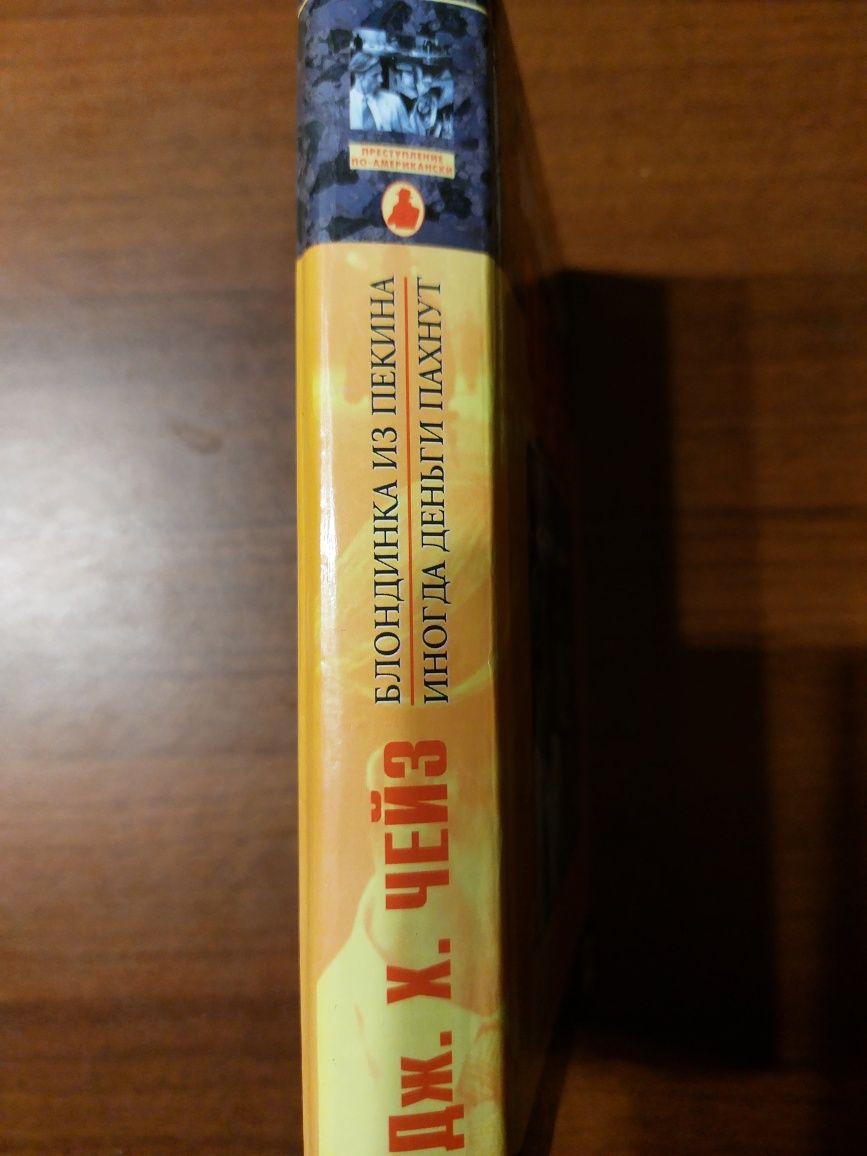 ПРЕСТУПЛЕНИЕ
ПО-АМЕРИКАНСКИ
Дж. Х. ЧЕЙЗ
БЛОНДИНКА ИЗ ПЕКИНА
ИНОГДА ДЕНЬГИ ПАХНУТ